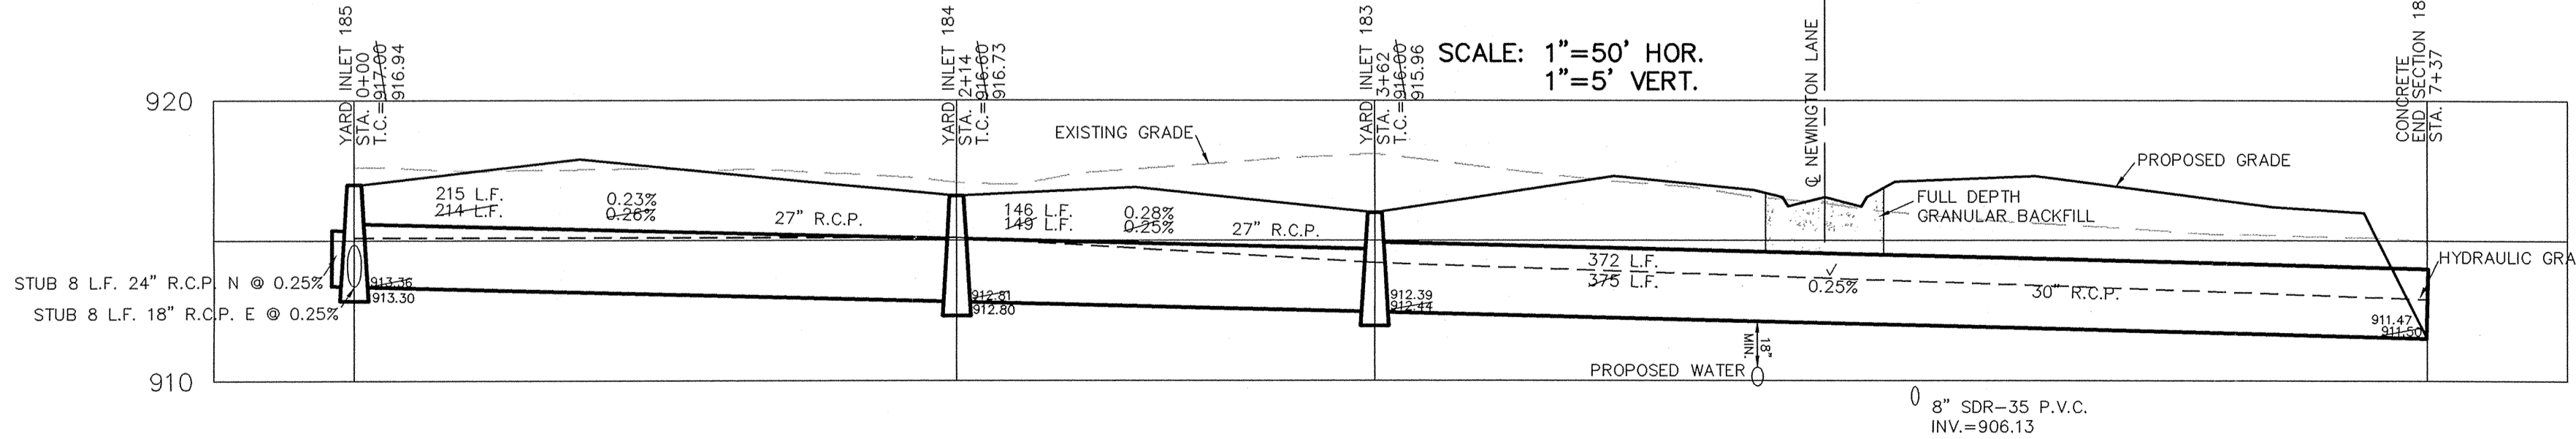 YARD INLET 185
STA. 0+00
T.C.=917.00
916.94
YARD INLET 184
STA. 2+14
T.C.=916.60
916.73
YARD INLET 183
STA. 3+62
T.C.=916.00
915.96
SCALE: 1"=50' HOR.
1"=5' VERT.
℄ NEWINGTON LANE
CONCRETE
END SECTION 18
STA. 7+37
920
EXISTING GRADE
PROPOSED GRADE
215 L.F.
214 L.F.
0.23%
0.26%
27" R.C.P.
146 L.F.
149 L.F.
0.28%
0.25%
27" R.C.P.
FULL DEPTH
GRANULAR BACKFILL
372 L.F.
375 L.F.
✓
0.25%
30" R.C.P.
HYDRAULIC GRA
STUB 8 L.F. 24" R.C.P. N @ 0.25%
STUB 8 L.F. 18" R.C.P. E @ 0.25%
913.36
913.30
912.81
912.80
912.39
912.44
911.47
911.50
18"
MIN.
PROPOSED WATER
910
8" SDR-35 P.V.C.
INV.=906.13